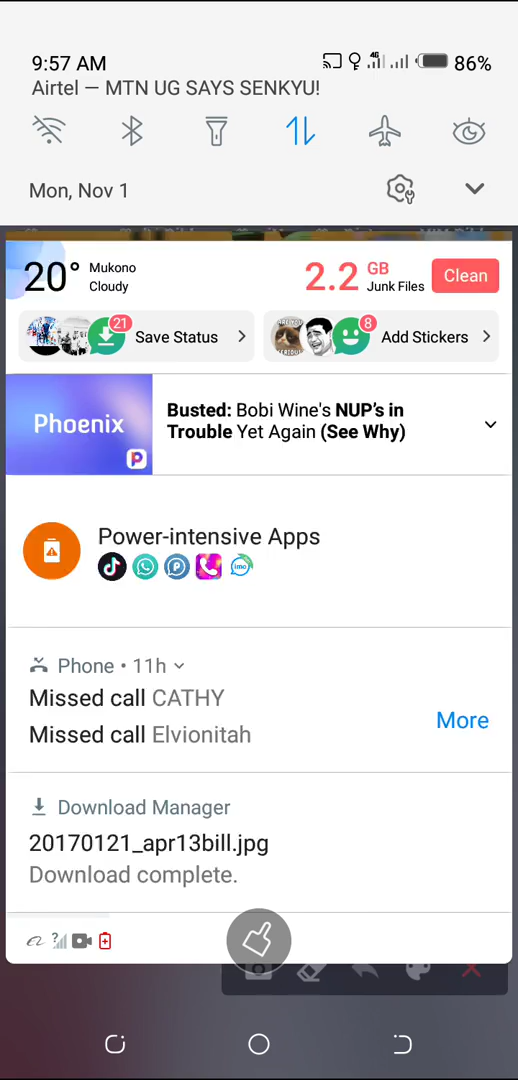 9:57 AM
4G
86%
Airtel — MTN UG SAYS SENKYU!
Mon, Nov 1
20°
Mukono
Cloudy
2.2 GB
Junk Files
Clean
21
Save Status
8
Add Stickers
Phoenix
Busted: Bobi Wine's NUP's in
Trouble Yet Again (See Why)
Power-intensive Apps
imo
Phone • 11h
Missed call CATHY
Missed call Elvionitah
More
Download Manager
20170121_apr13bill.jpg
Download complete.